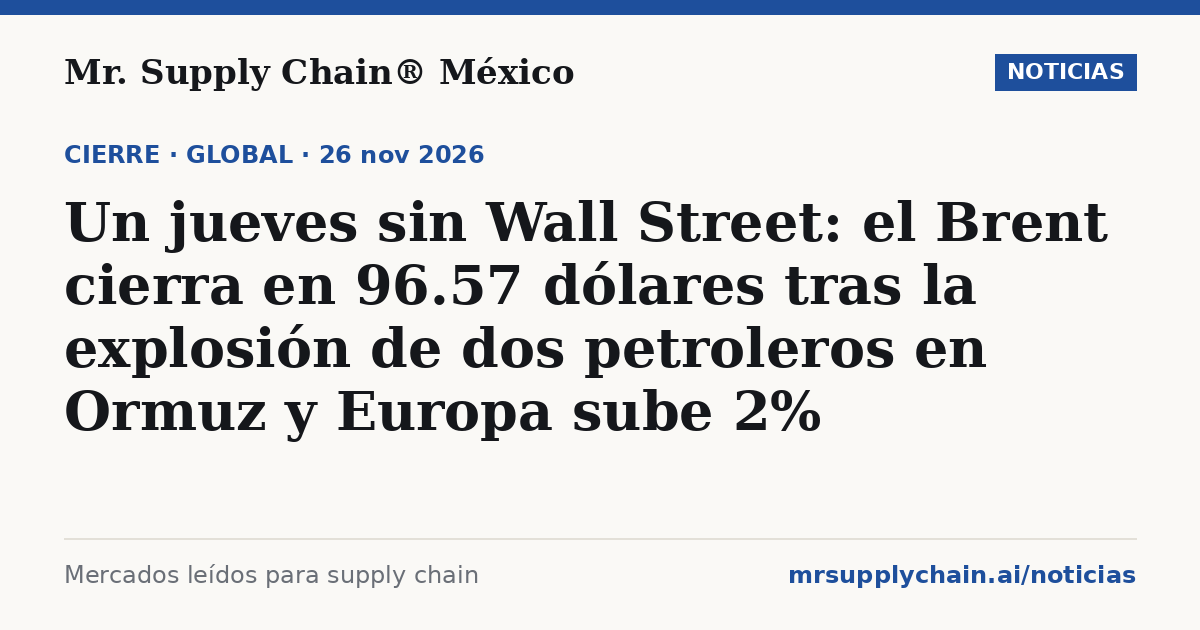 Mr. Supply Chain® México
NOTICIAS
CIERRE · GLOBAL · 26 nov 2026
Un jueves sin Wall Street: el Brent
cierra en 96.57 dólares tras la
explosión de dos petroleros en
Ormuz y Europa sube 2%
Mercados leídos para supply chain
mrsupplychain.ai/noticias